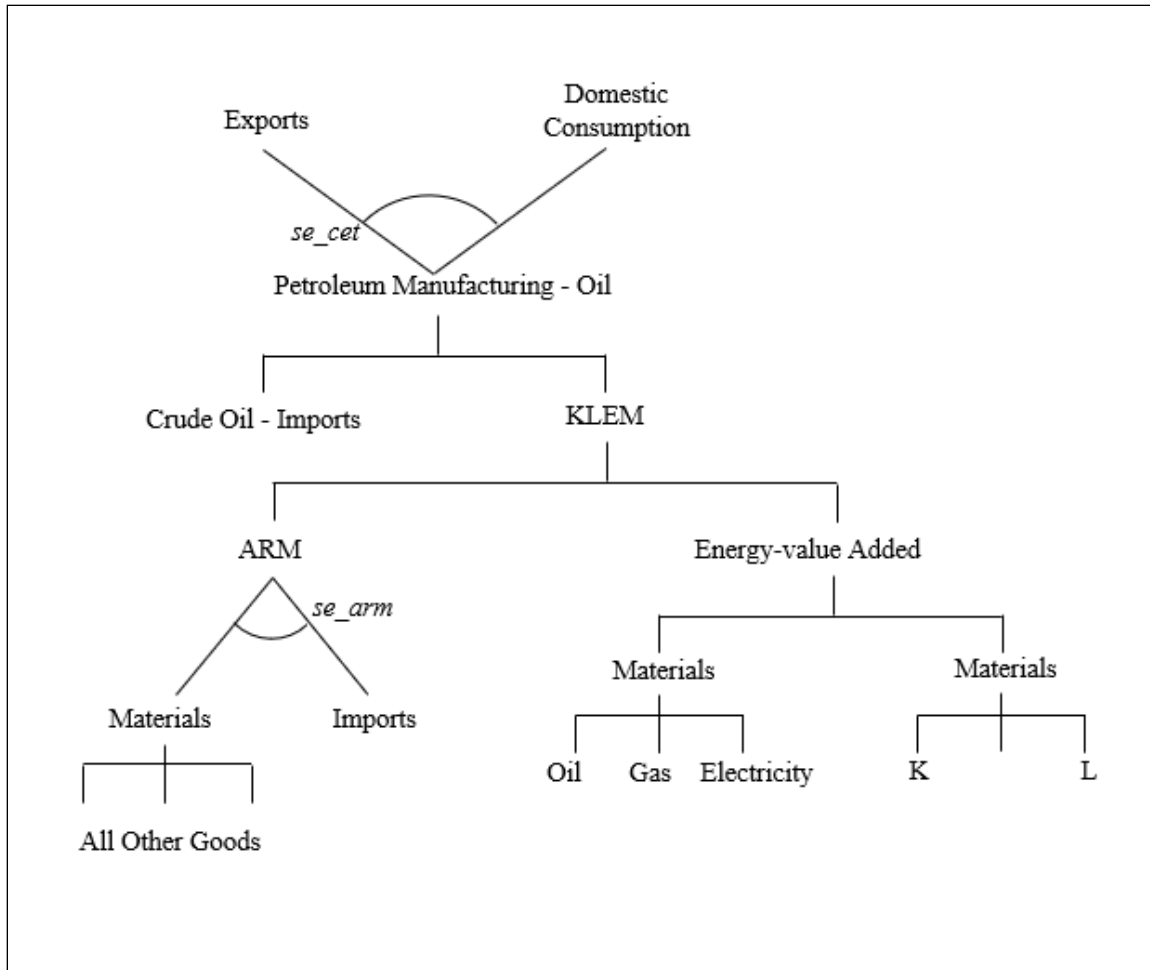 Domestic
Consumption
Exports
se_cet
Petroleum Manufacturing - Oil
Crude Oil - Imports
KLEM
ARM
Energy-value Added
se_arm
Materials
Materials
Materials
Imports
Oil
Gas
Electricity
K
L
All Other Goods